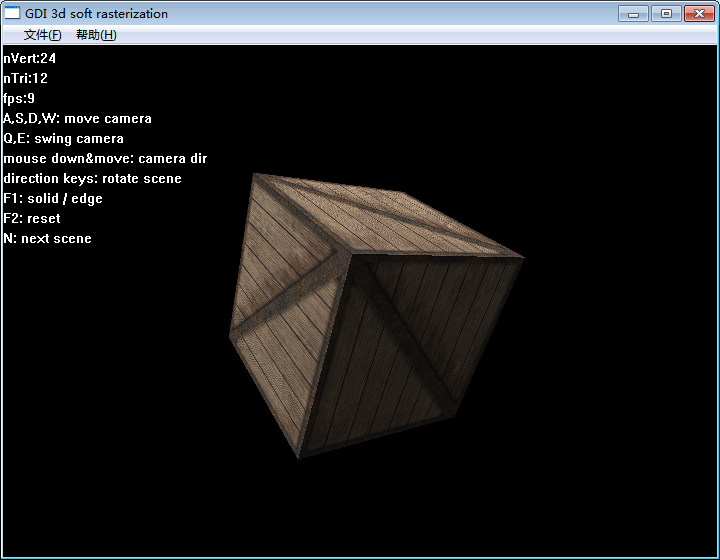 GDI 3d soft rasterization
文件(F) 帮助(H)
nVert:24
nTri:12
fps:9
A,S,D,W: move camera
Q,E: swing camera
mouse down&move: camera dir
direction keys: rotate scene
F1: solid / edge
F2: reset
N: next scene